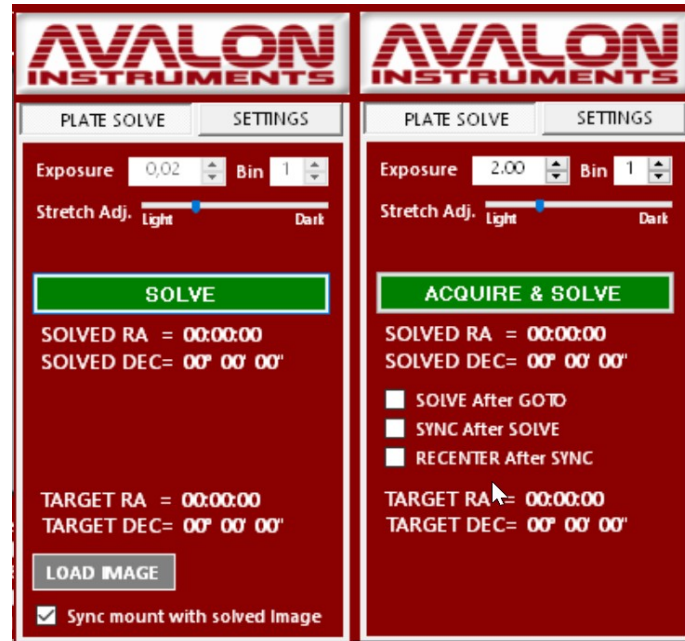 AVALON
INSTRUMENTS
PLATE SOLVE SETTINGS
Exposure 0,02 Bin 1
Stretch Adj. Light Dark
SOLVE
SOLVED RA = 00:00:00
SOLVED DEC= 00° 00' 00"
TARGET RA = 00:00:00
TARGET DEC= 00° 00' 00"
LOAD IMAGE
Sync mount with solved Image
AVALON
INSTRUMENTS
PLATE SOLVE SETTINGS
Exposure 2.00 Bin 1
Stretch Adj. Light Dark
ACQUIRE & SOLVE
SOLVED RA = 00:00:00
SOLVED DEC= 00° 00' 00"
SOLVE After GOTO
SYNC After SOLVE
RECENTER After SYNC
TARGET RA = 00:00:00
TARGET DEC= 00° 00' 00"